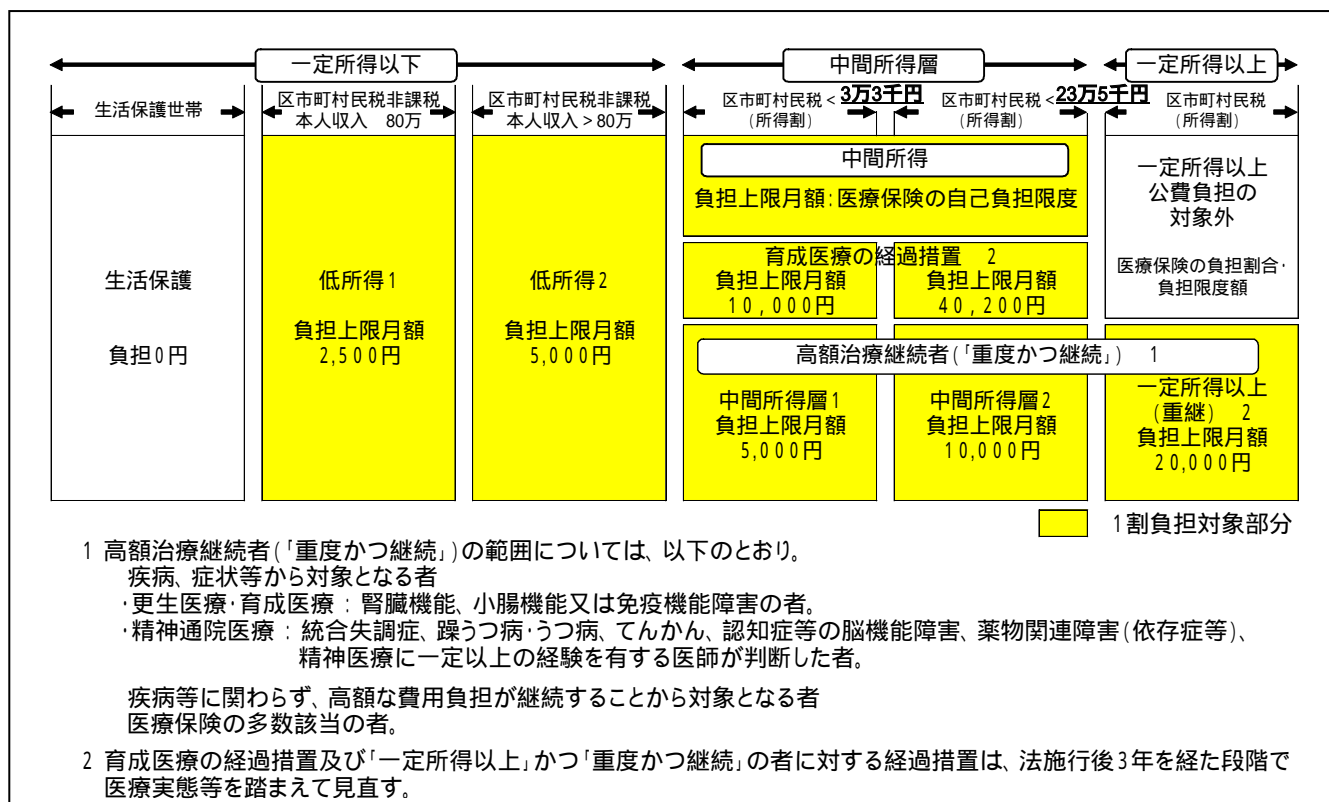 一定所得以下
中間所得層
一定所得以上
生活保護世帯
区市町村民税非課税
本人収入 80万
区市町村民税非課税
本人収入>80万
区市町村民税<3万3千円
(所得割)
区市町村民税<23万5千円
(所得割)
区市町村民税
(所得割)
生活保護
負担0円
低所得1
負担上限月額
2,500円
低所得2
負担上限月額
5,000円
中間所得
負担上限月額:医療保険の自己負担限度
育成医療の経過措置 2
負担上限月額
10,000円
負担上限月額
40,200円
高額治療継続者(「重度かつ継続」) 1
中間所得層1
負担上限月額
5,000円
中間所得層2
負担上限月額
10,000円
一定所得以上
公費負担の
対象外
医療保険の負担割合・
負担限度額
一定所得以上
(重継) 2
負担上限月額
20,000円
1割負担対象部分
1 高額治療継続者(「重度かつ継続」)の範囲については、以下のとおり。
疾病、症状等から対象となる者
・更生医療・育成医療 : 腎臓機能、小腸機能又は免疫機能障害の者。
・精神通院医療 : 統合失調症、躁うつ病・うつ病、てんかん、認知症等の脳機能障害、薬物関連障害(依存症等)、
精神医療に一定以上の経験を有する医師が判断した者。
疾病等に関わらず、高額な費用負担が継続することから対象となる者
医療保険の多数該当の者。
2 育成医療の経過措置及び「一定所得以上」かつ「重度かつ継続」の者に対する経過措置は、法施行後3年を経た段階で
医療実態等を踏まえて見直す。